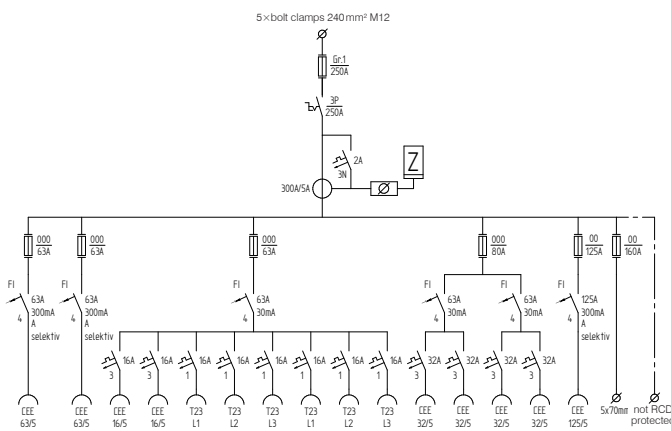 5×bolt clamps 240mm² M12
Gr.1
250A
3P
250A
2A
3N
Z
300A/5A
000
63A
000
63A
000
63A
000
80A
00
125A
00
160A
FI
63A
300mA
A
selektiv
4
FI
63A
300mA
A
selektiv
4
FI
63A
30mA
4
FI
63A
30mA
4
FI
63A
30mA
4
FI
125A
300mA
A
selektiv
4
16A
3
16A
3
16A
1
16A
1
16A
1
16A
1
16A
1
16A
1
32A
3
32A
3
32A
3
32A
3
CEE
63/5
CEE
63/5
CEE
16/5
CEE
16/5
T23
L1
T23
L2
T23
L3
T23
L1
T23
L2
T23
L3
CEE
32/5
CEE
32/5
CEE
32/5
CEE
32/5
CEE
125/5
5x70mm
not RCD
protected